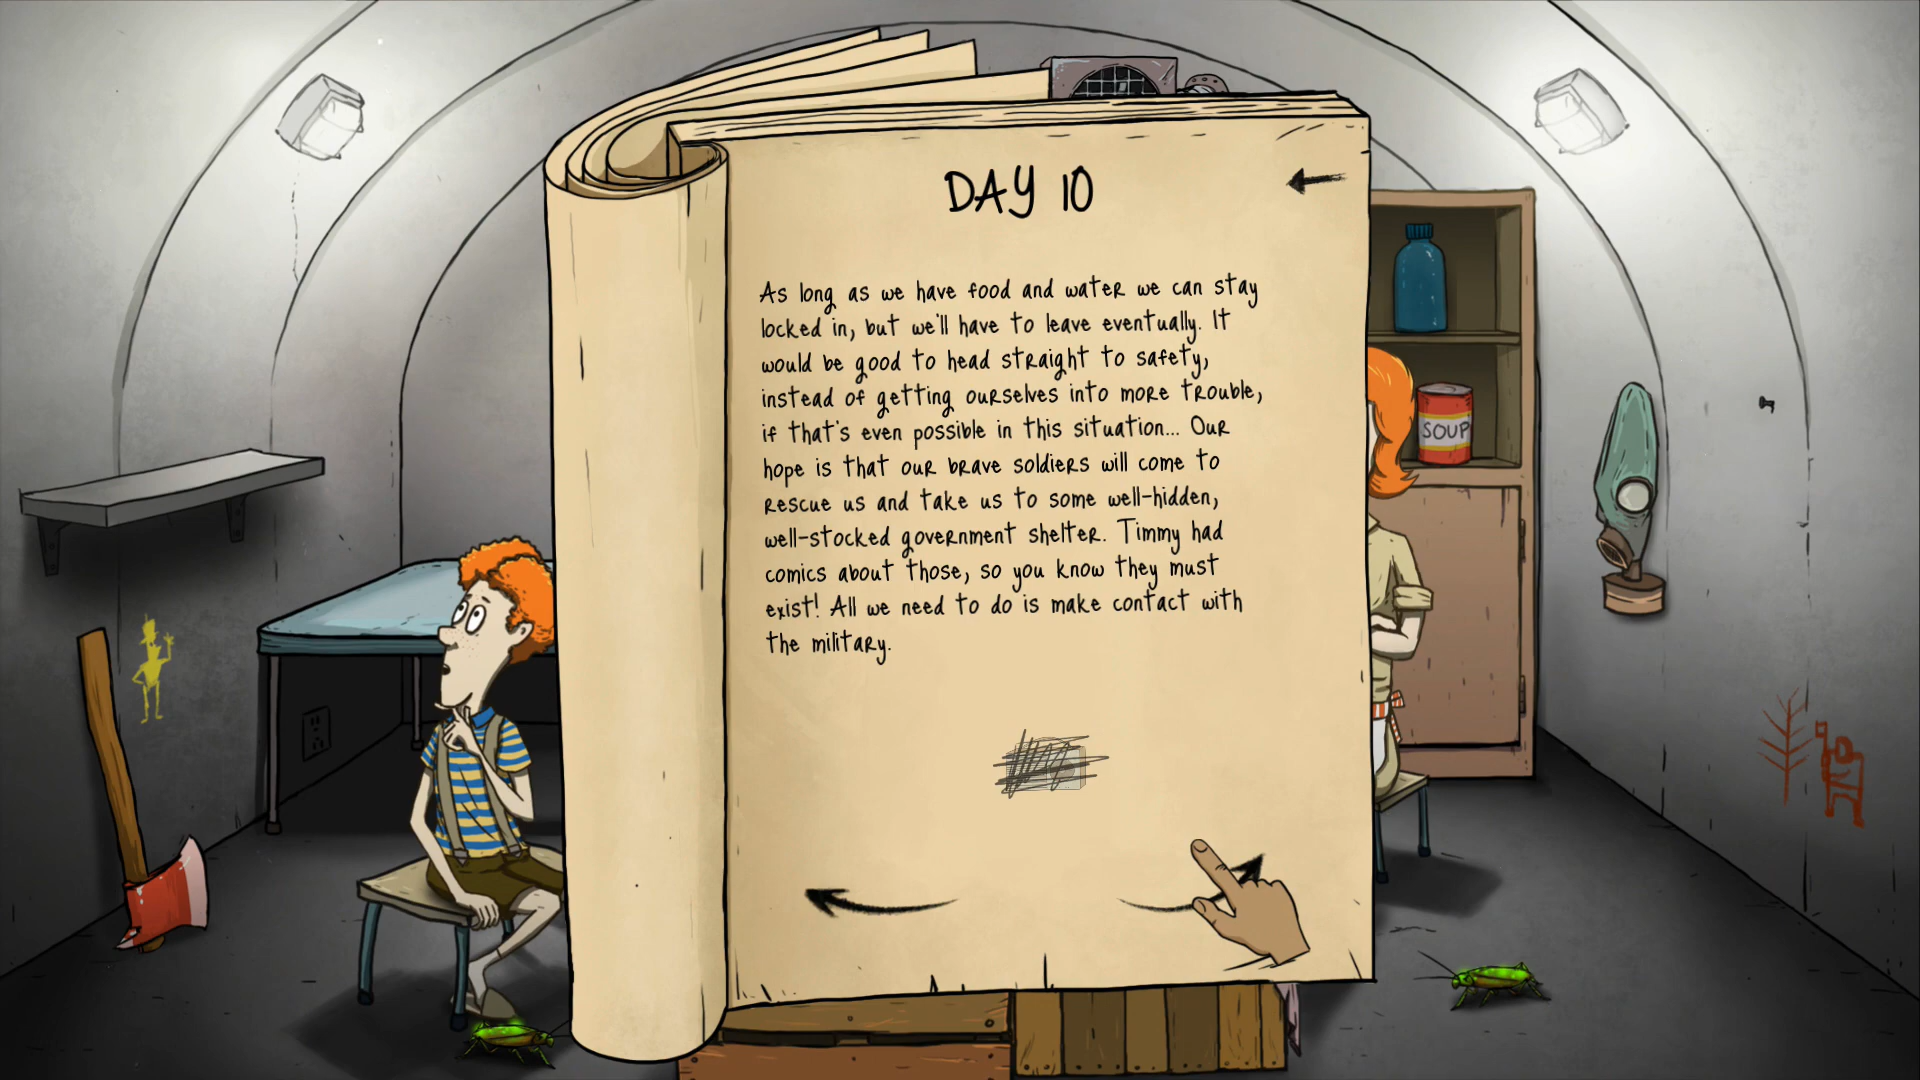 DAY 10
As long as we have food and water we can stay
locked in, but we'll have to leave eventually. It
would be good to head straight to safety,
instead of getting ourselves into more trouble,
if that's even possible in this situation... Our
hope is that our brave soldiers will come to
rescue us and take us to some well-hidden,
well-stocked government shelter. Timmy had
comics about those, so you know they must
exist! All we need to do is make contact with
the military.
SOUP